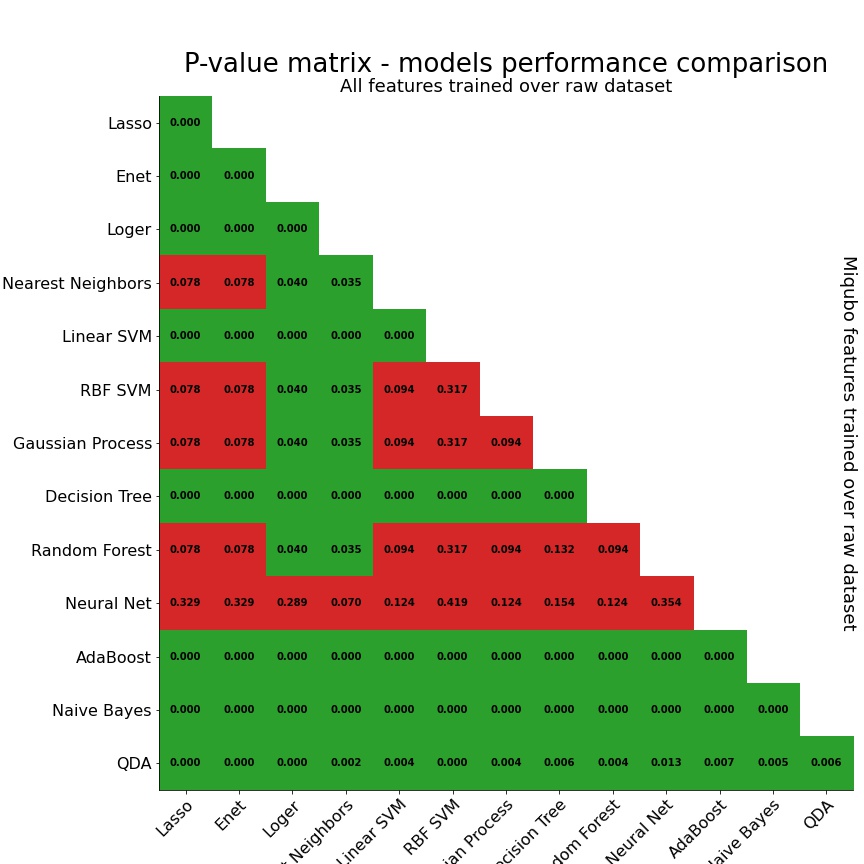 P-value matrix - models performance comparison
All features trained over raw dataset
Lasso 0.000
Enet 0.000 0.000
Loger 0.000 0.000 0.000
Nearest Neighbors 0.078 0.078 0.040 0.035
Linear SVM 0.000 0.000 0.000 0.000 0.000
RBF SVM 0.078 0.078 0.040 0.035 0.094 0.317
Gaussian Process 0.078 0.078 0.040 0.035 0.094 0.317 0.094
Decision Tree 0.000 0.000 0.000 0.000 0.000 0.000 0.000 0.000
Random Forest 0.078 0.078 0.040 0.035 0.094 0.317 0.094 0.132 0.094
Neural Net 0.329 0.329 0.289 0.070 0.124 0.419 0.124 0.154 0.124 0.354
AdaBoost 0.000 0.000 0.000 0.000 0.000 0.000 0.000 0.000 0.000 0.000 0.000
Naive Bayes 0.000 0.000 0.000 0.000 0.000 0.000 0.000 0.000 0.000 0.000 0.000 0.000
QDA 0.000 0.000 0.000 0.002 0.004 0.000 0.004 0.006 0.004 0.013 0.007 0.005 0.006
Lasso
Enet
Loger
Neighbors
Linear SVM
RBF SVM
Process
Tree
Forest
Neural Net
AdaBoost
Bayes
QDA
Miqubo features trained over raw dataset